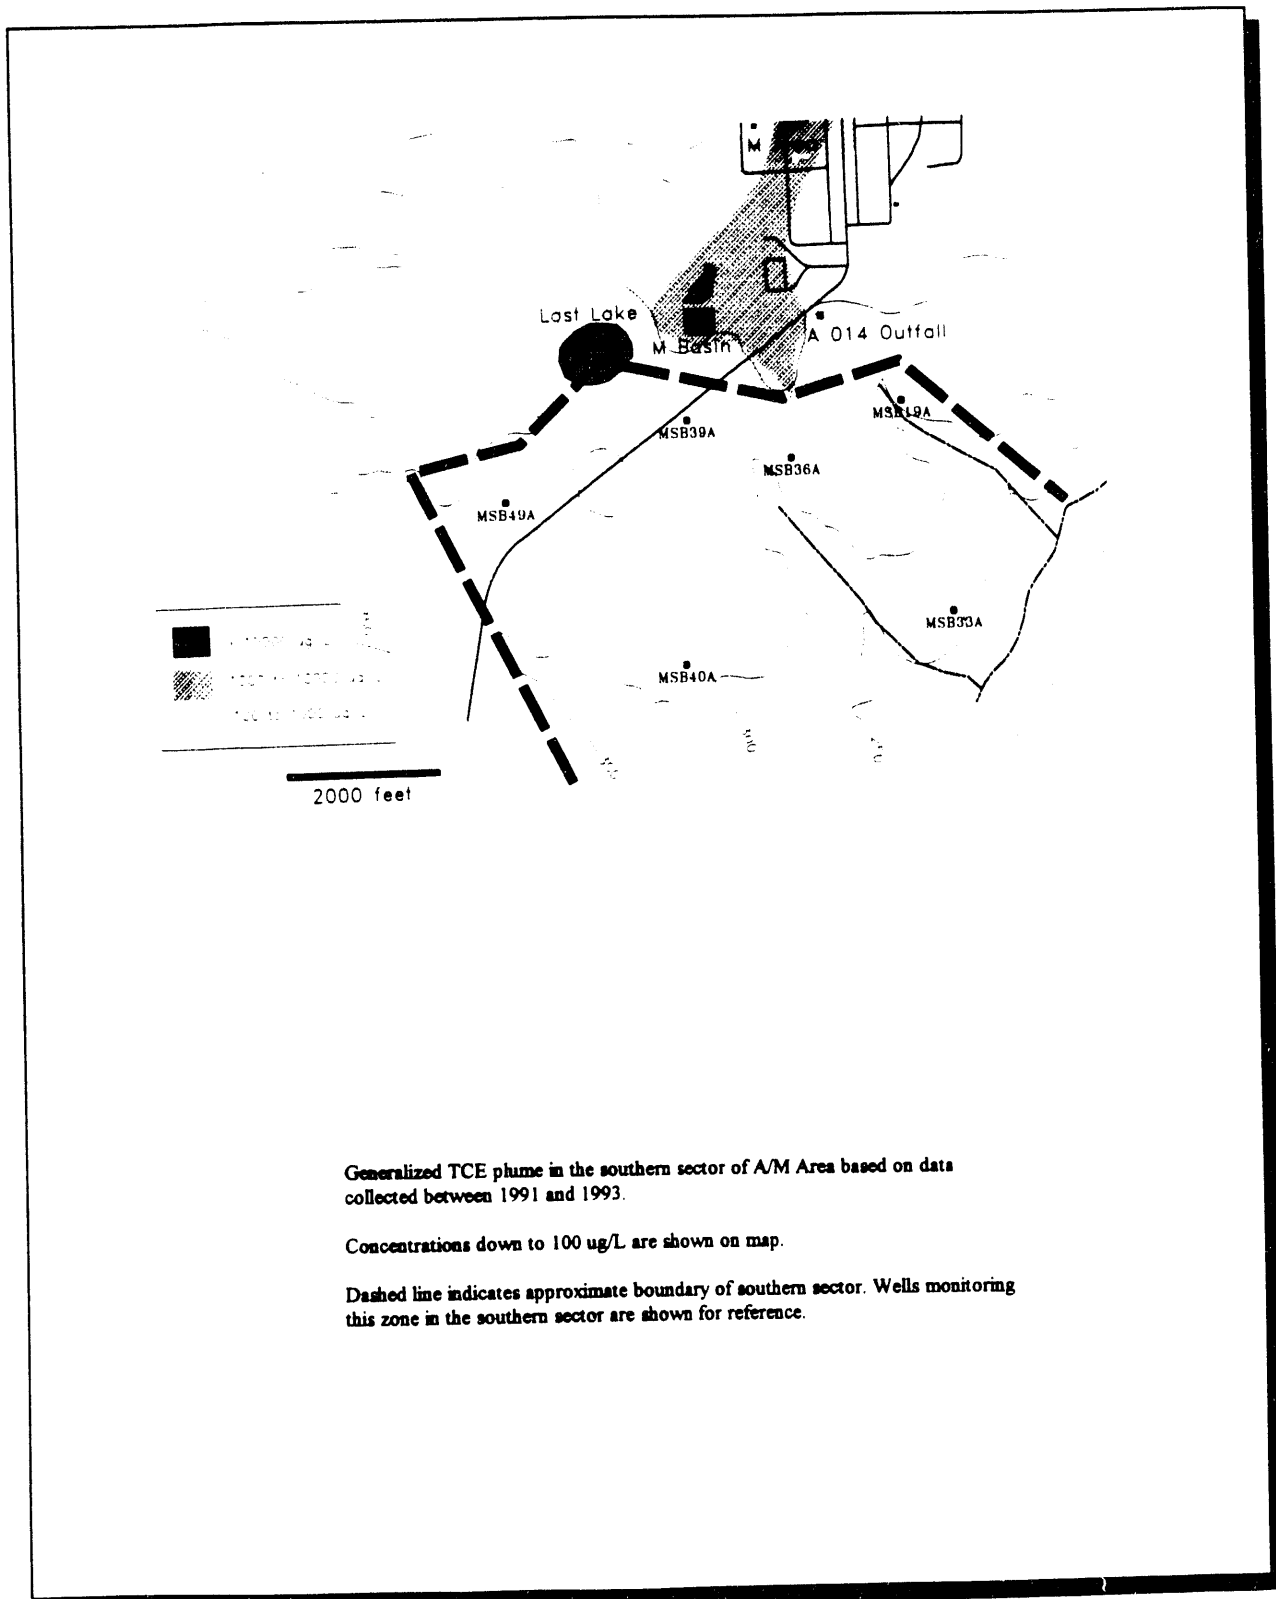 M Area
Lost Lake
M Basin
A 014 Outfall
MSB19A
MSB39A
MSB36A
MSB49A
MSB33A
MSB40A
2000 feet
Generalized TCE plume in the southern sector of A/M Area based on data
collected between 1991 and 1993.
Concentrations down to 100 ug/L are shown on map.
Dashed line indicates approximate boundary of southern sector. Wells monitoring
this zone in the southern sector are shown for reference.